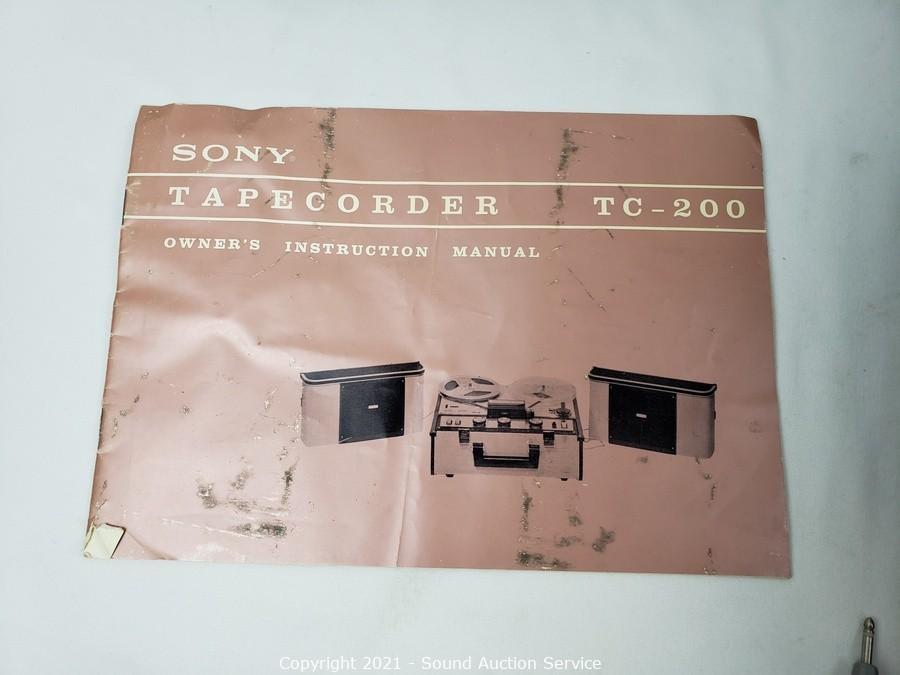 SONY®
TAPECORDER TC-200
OWNER'S INSTRUCTION MANUAL
Copyright 2021 - Sound Auction Service